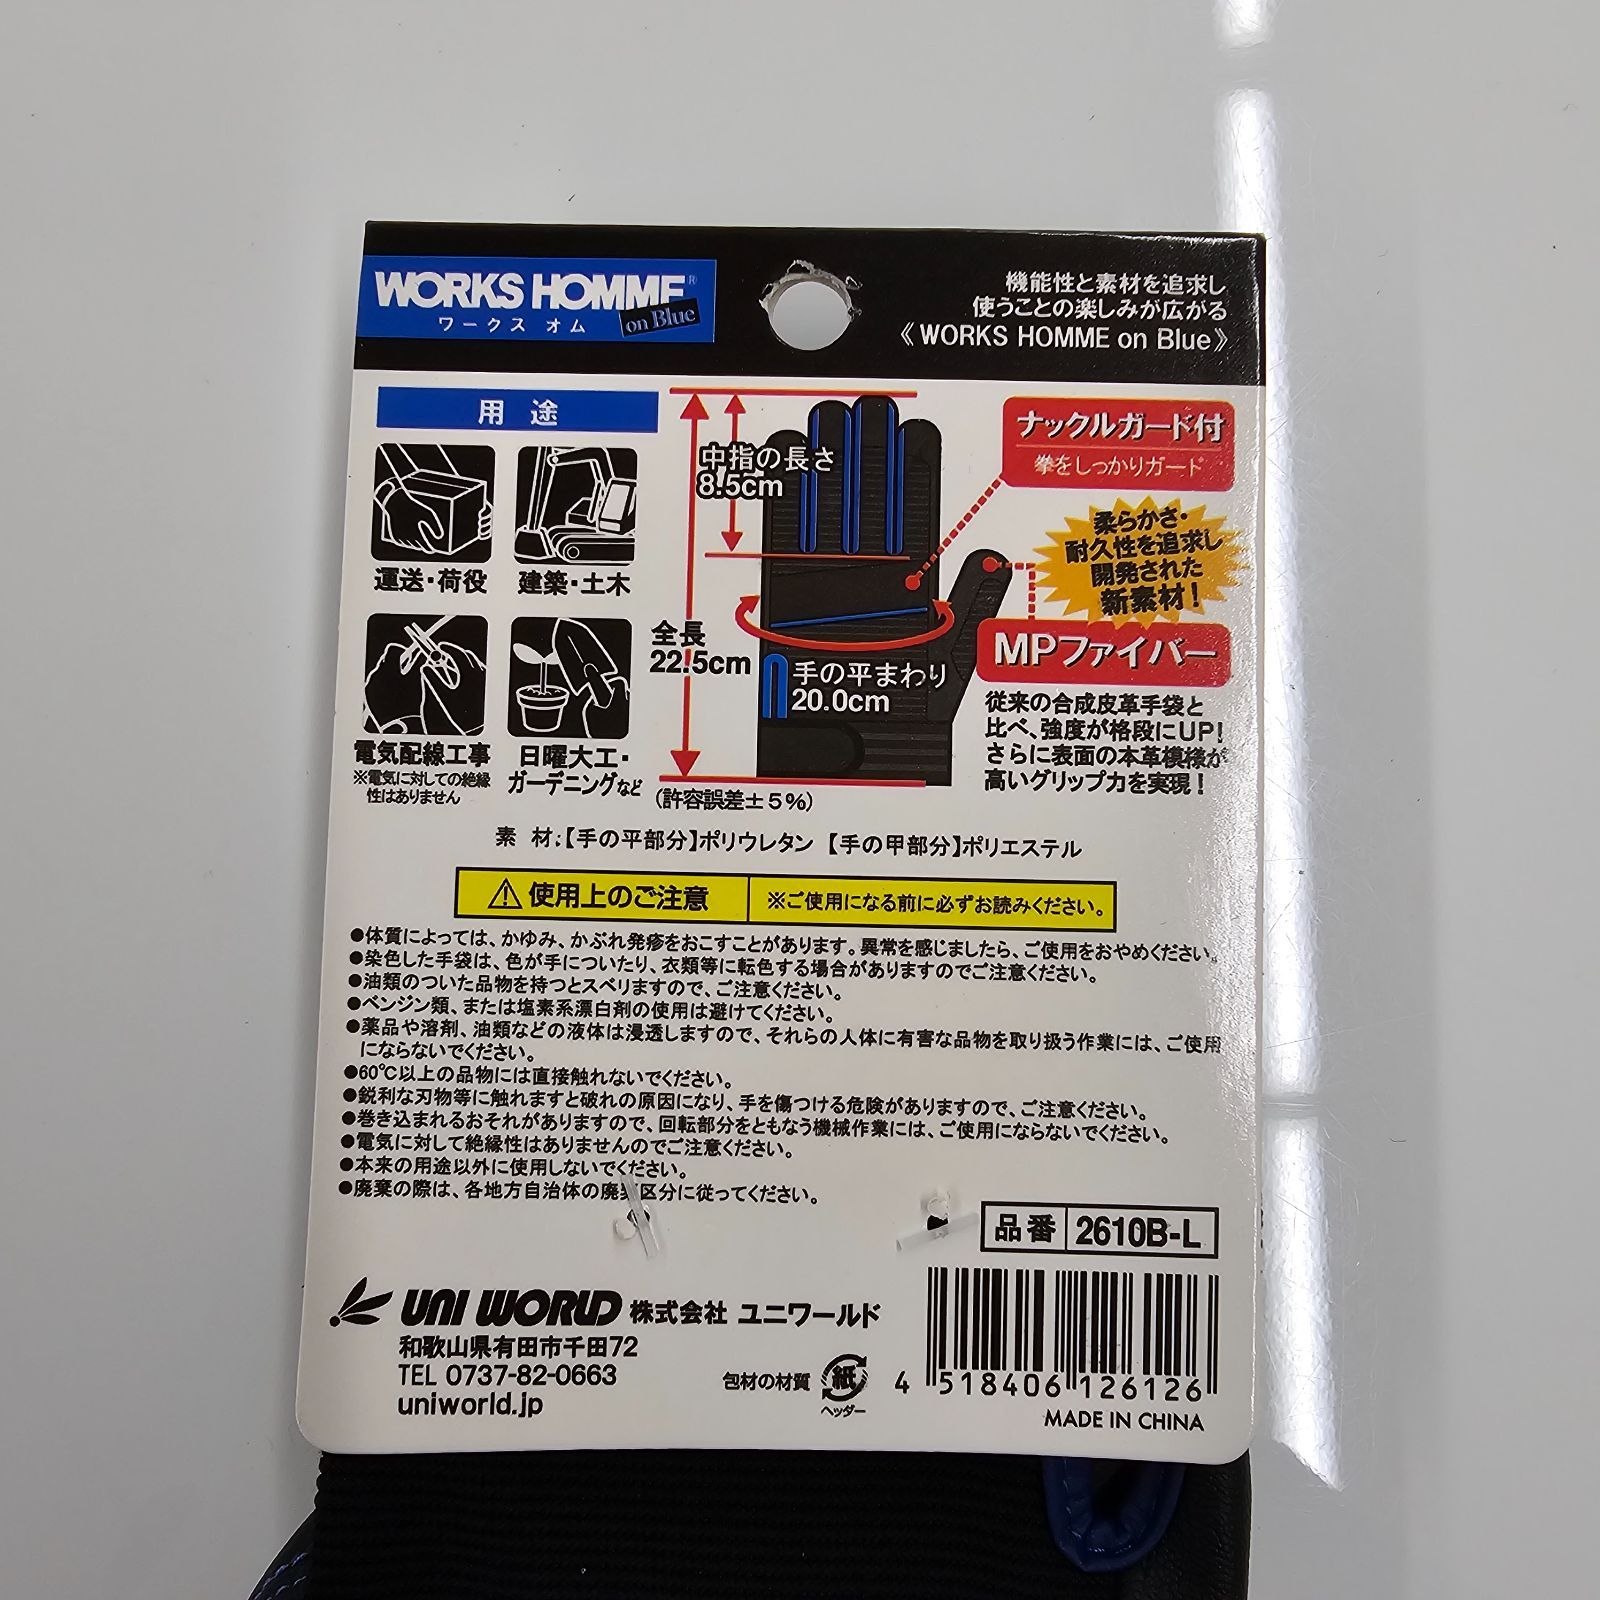 WORKS HOMME®
ワークス オム
on Blue
機能性と素材を追求し
使うことの楽しみが広がる
《WORKS HOMME on Blue》
用途
運送・荷役
建築・土木
電気配線工事
※電気に対しての絶縁
性はありません
日曜大工・
ガーデニングなど
中指の長さ
8.5cm
全長
22.5cm
手の平まわり
20.0cm
(許容誤差±5%)
ナックルガード付
拳をしっかりガード
柔らかさ・
耐久性を追求し
開発された
新素材!
MPファイバー
従来の合成皮革手袋と
比べ、強度が格段にUP!
さらに表面の本革模様が
高いグリップ力を実現!
素 材:【手の平部分】ポリウレタン 【手の甲部分】ポリエステル
使用上のご注意
※ご使用になる前に必ずお読みください。
●体質によっては、かゆみ、かぶれ発疹をおこすことがあります。異常を感じましたら、ご使用をおやめください。
●染色した手袋は、色が手についたり、衣類等に転色する場合がありますのでご注意ください。
●油類のついた品物を持つとスベリますので、ご注意ください。
●ベンジン類、または塩素系漂白剤の使用は避けてください。
●薬品や溶剤、油類などの液体は浸透しますので、それらの人体に有害な品物を取り扱う作業には、ご使用
にならないでください。
●60℃以上の品物には直接触れないでください。
●鋭利な刃物等に触れますと破れの原因になり、手を傷つける危険がありますので、ご注意ください。
●巻き込まれるおそれがありますので、回転部分をともなう機械作業には、ご使用にならないでください。
●電気に対して絶縁性はありませんのでご注意ください。
●本来の用途以外に使用しないでください。
●廃棄の際は、各地方自治体の廃棄区分に従ってください。
品番 2610B-L
UNI WORLD 株式会社 ユニワールド
和歌山県有田市千田72
TEL 0737-82-0663
uniworld.jp
包材の材質
紙
ヘッダー
4 518406 126126
MADE IN CHINA